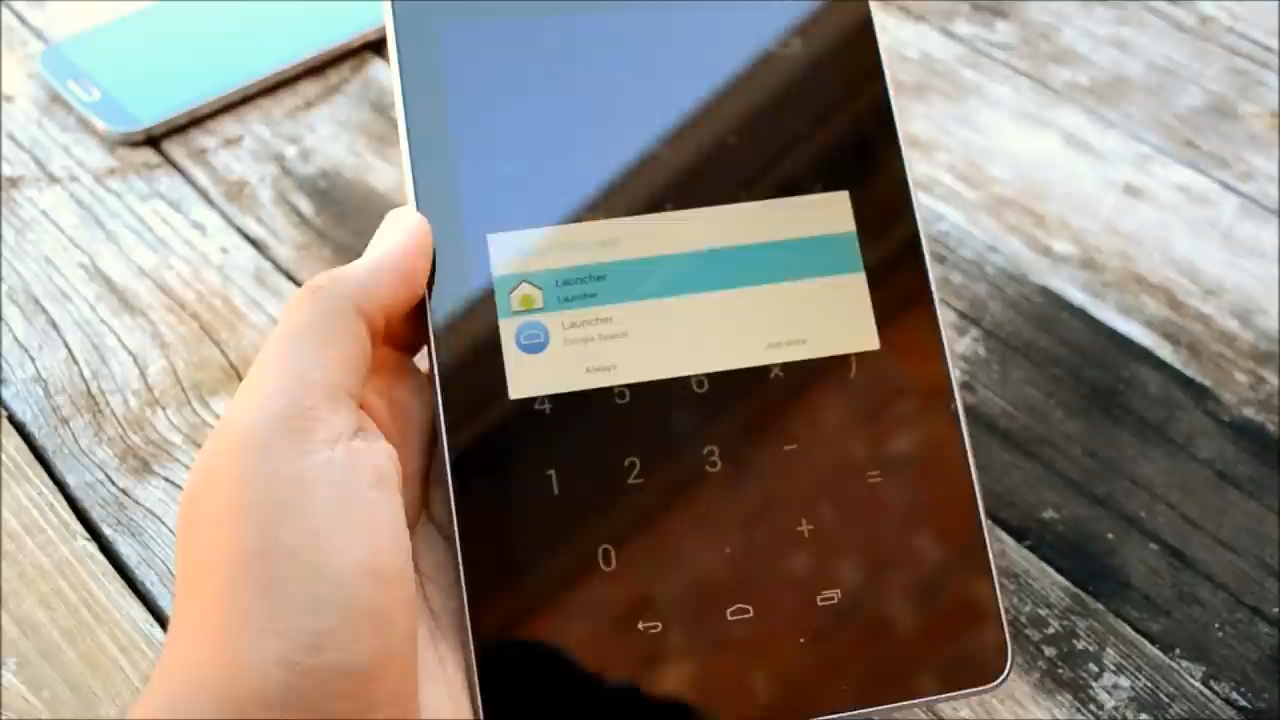 Launcher
Launcher
Launcher
Google Search
Always
Just once
4 5 6 × )
1 2 3 −
=
0 . +